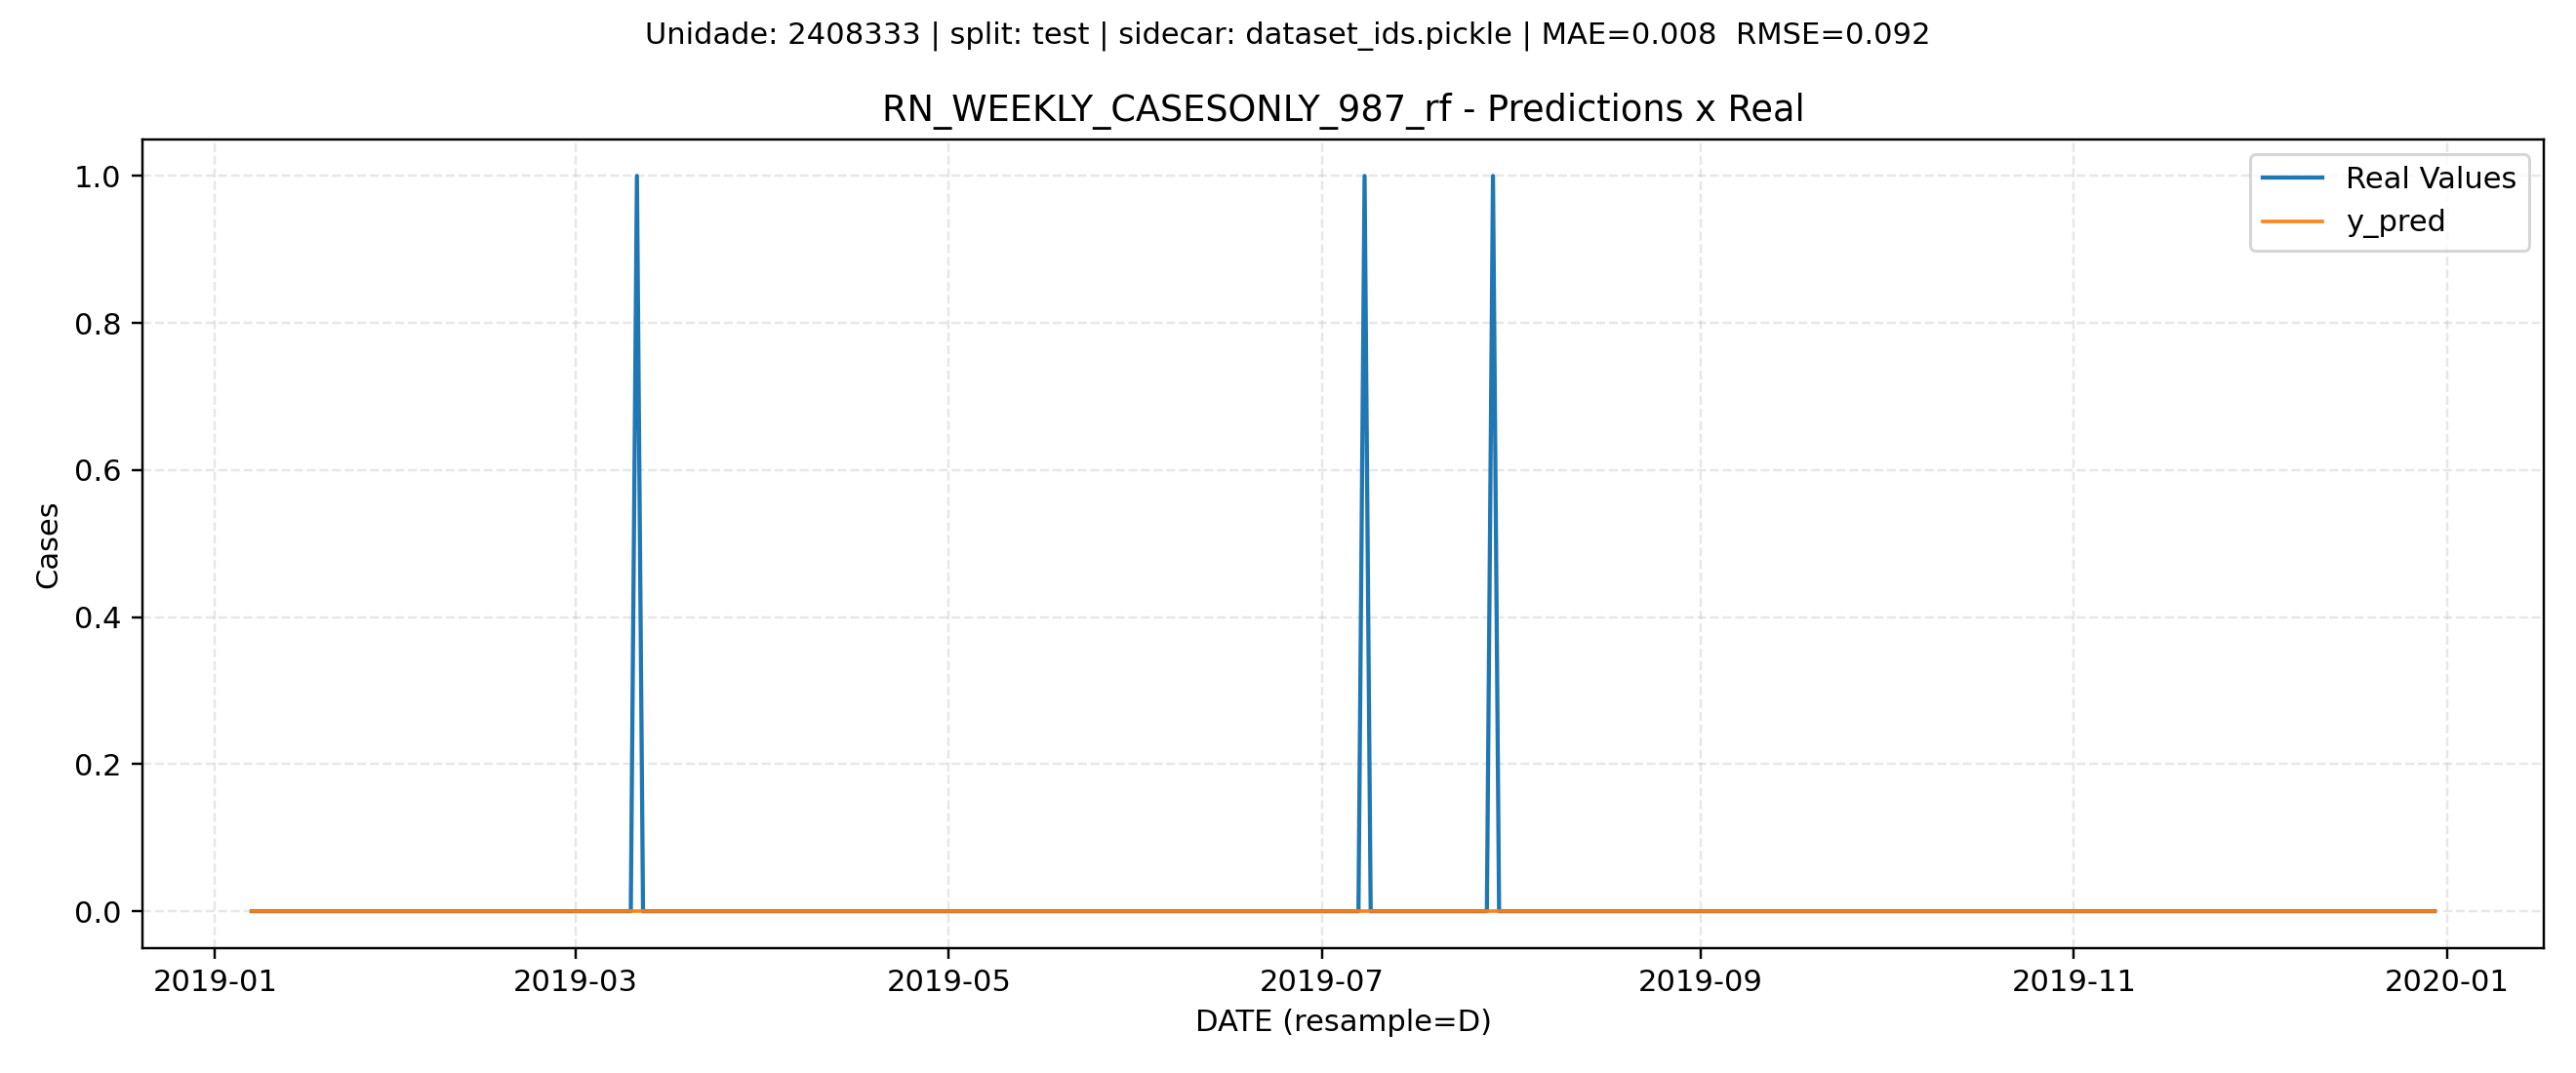 Unidade: 2408333 | split: test | sidecar: dataset_ids.pickle | MAE=0.008  RMSE=0.092
RN_WEEKLY_CASESONLY_987_rf - Predictions x Real
Real Values
y_pred
1.0
0.8
0.6
0.4
0.2
0.0
Cases
2019-01
2019-03
2019-05
2019-07
2019-09
2019-11
2020-01
DATE (resample=D)